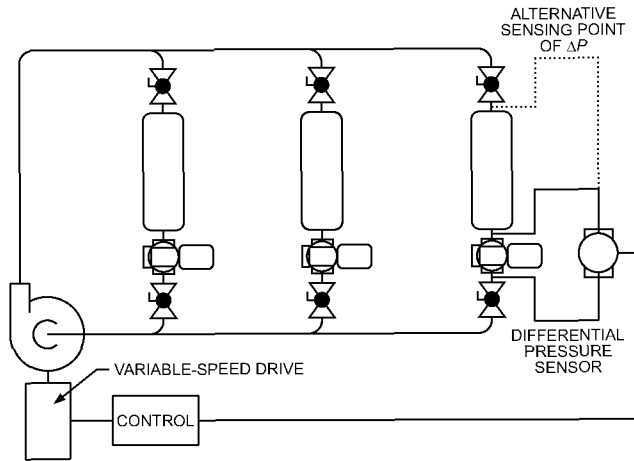 ALTERNATIVE
SENSING POINT
OF ΔP
DIFFERENTIAL
PRESSURE
SENSOR
VARIABLE-SPEED DRIVE
CONTROL